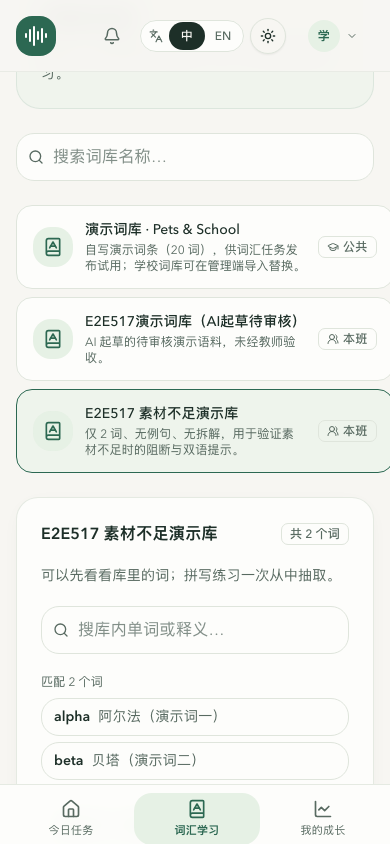 中 EN 学
习。
搜索词库名称…
演示词库 · Pets & School
自写演示词条（20 词），供词汇任务发
布试用；学校词库可在管理端导入替换。
公共
E2E517演示词库（AI起草待审核）
AI 起草的待审核演示语料，未经教师验
收。
本班
E2E517 素材不足演示库
仅 2 词、无例句、无拆解，用于验证素
材不足时的阻断与双语提示。
本班
E2E517 素材不足演示库
共 2 个词
可以先看看库里的词；拼写练习一次从中抽取。
搜库内单词或释义…
匹配 2 个词
alpha 阿尔法（演示词一）
beta 贝塔（演示词二）
今日任务 词汇学习 我的成长